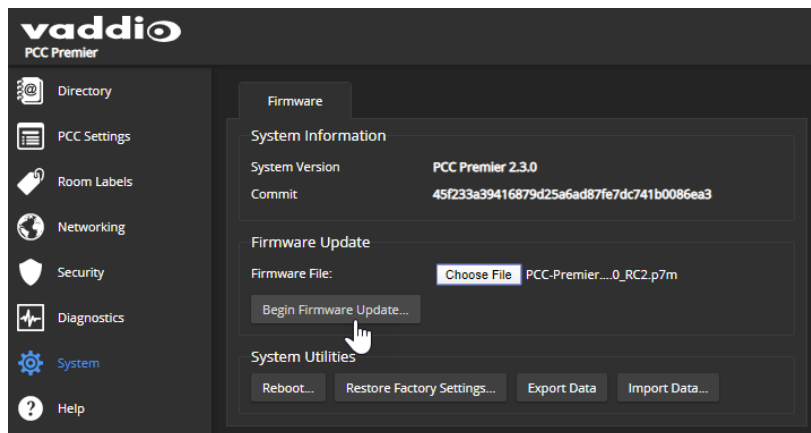 vaddio
PCC Premier
Directory
PCC Settings
Room Labels
Networking
Security
Diagnostics
System
Help
Firmware
System Information
System Version PCC Premier 2.3.0
Commit 45f233a39416879d25a6ad87fe7dc741b0086ea3
Firmware Update
Firmware File: Choose File PCC-Premier....0_RC2.p7m
Begin Firmware Update...
System Utilities
Reboot... Restore Factory Settings... Export Data Import Data...